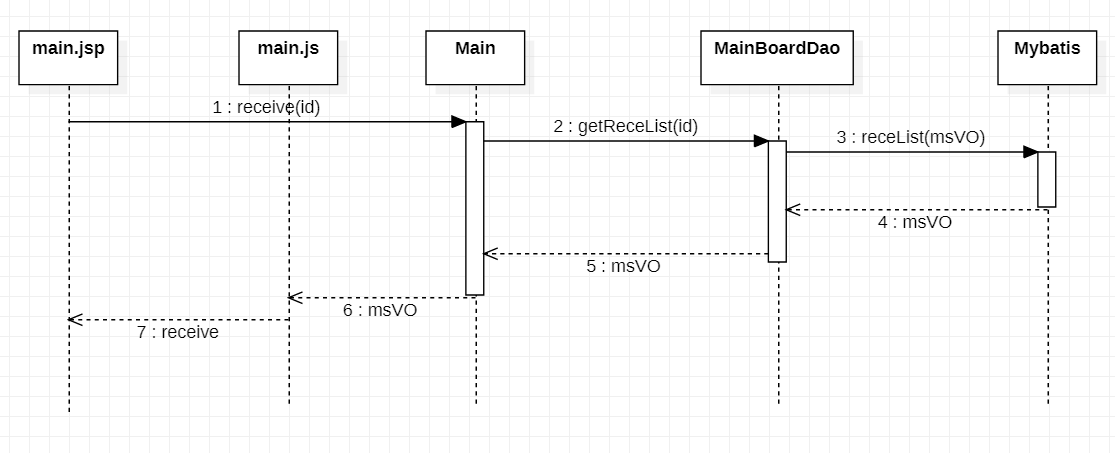 main.jsp
main.js
Main
MainBoardDao
Mybatis
1 : receive(id)
2 : getReceList(id)
3 : receList(msVO)
4 : msVO
5 : msVO
6 : msVO
7 : receive